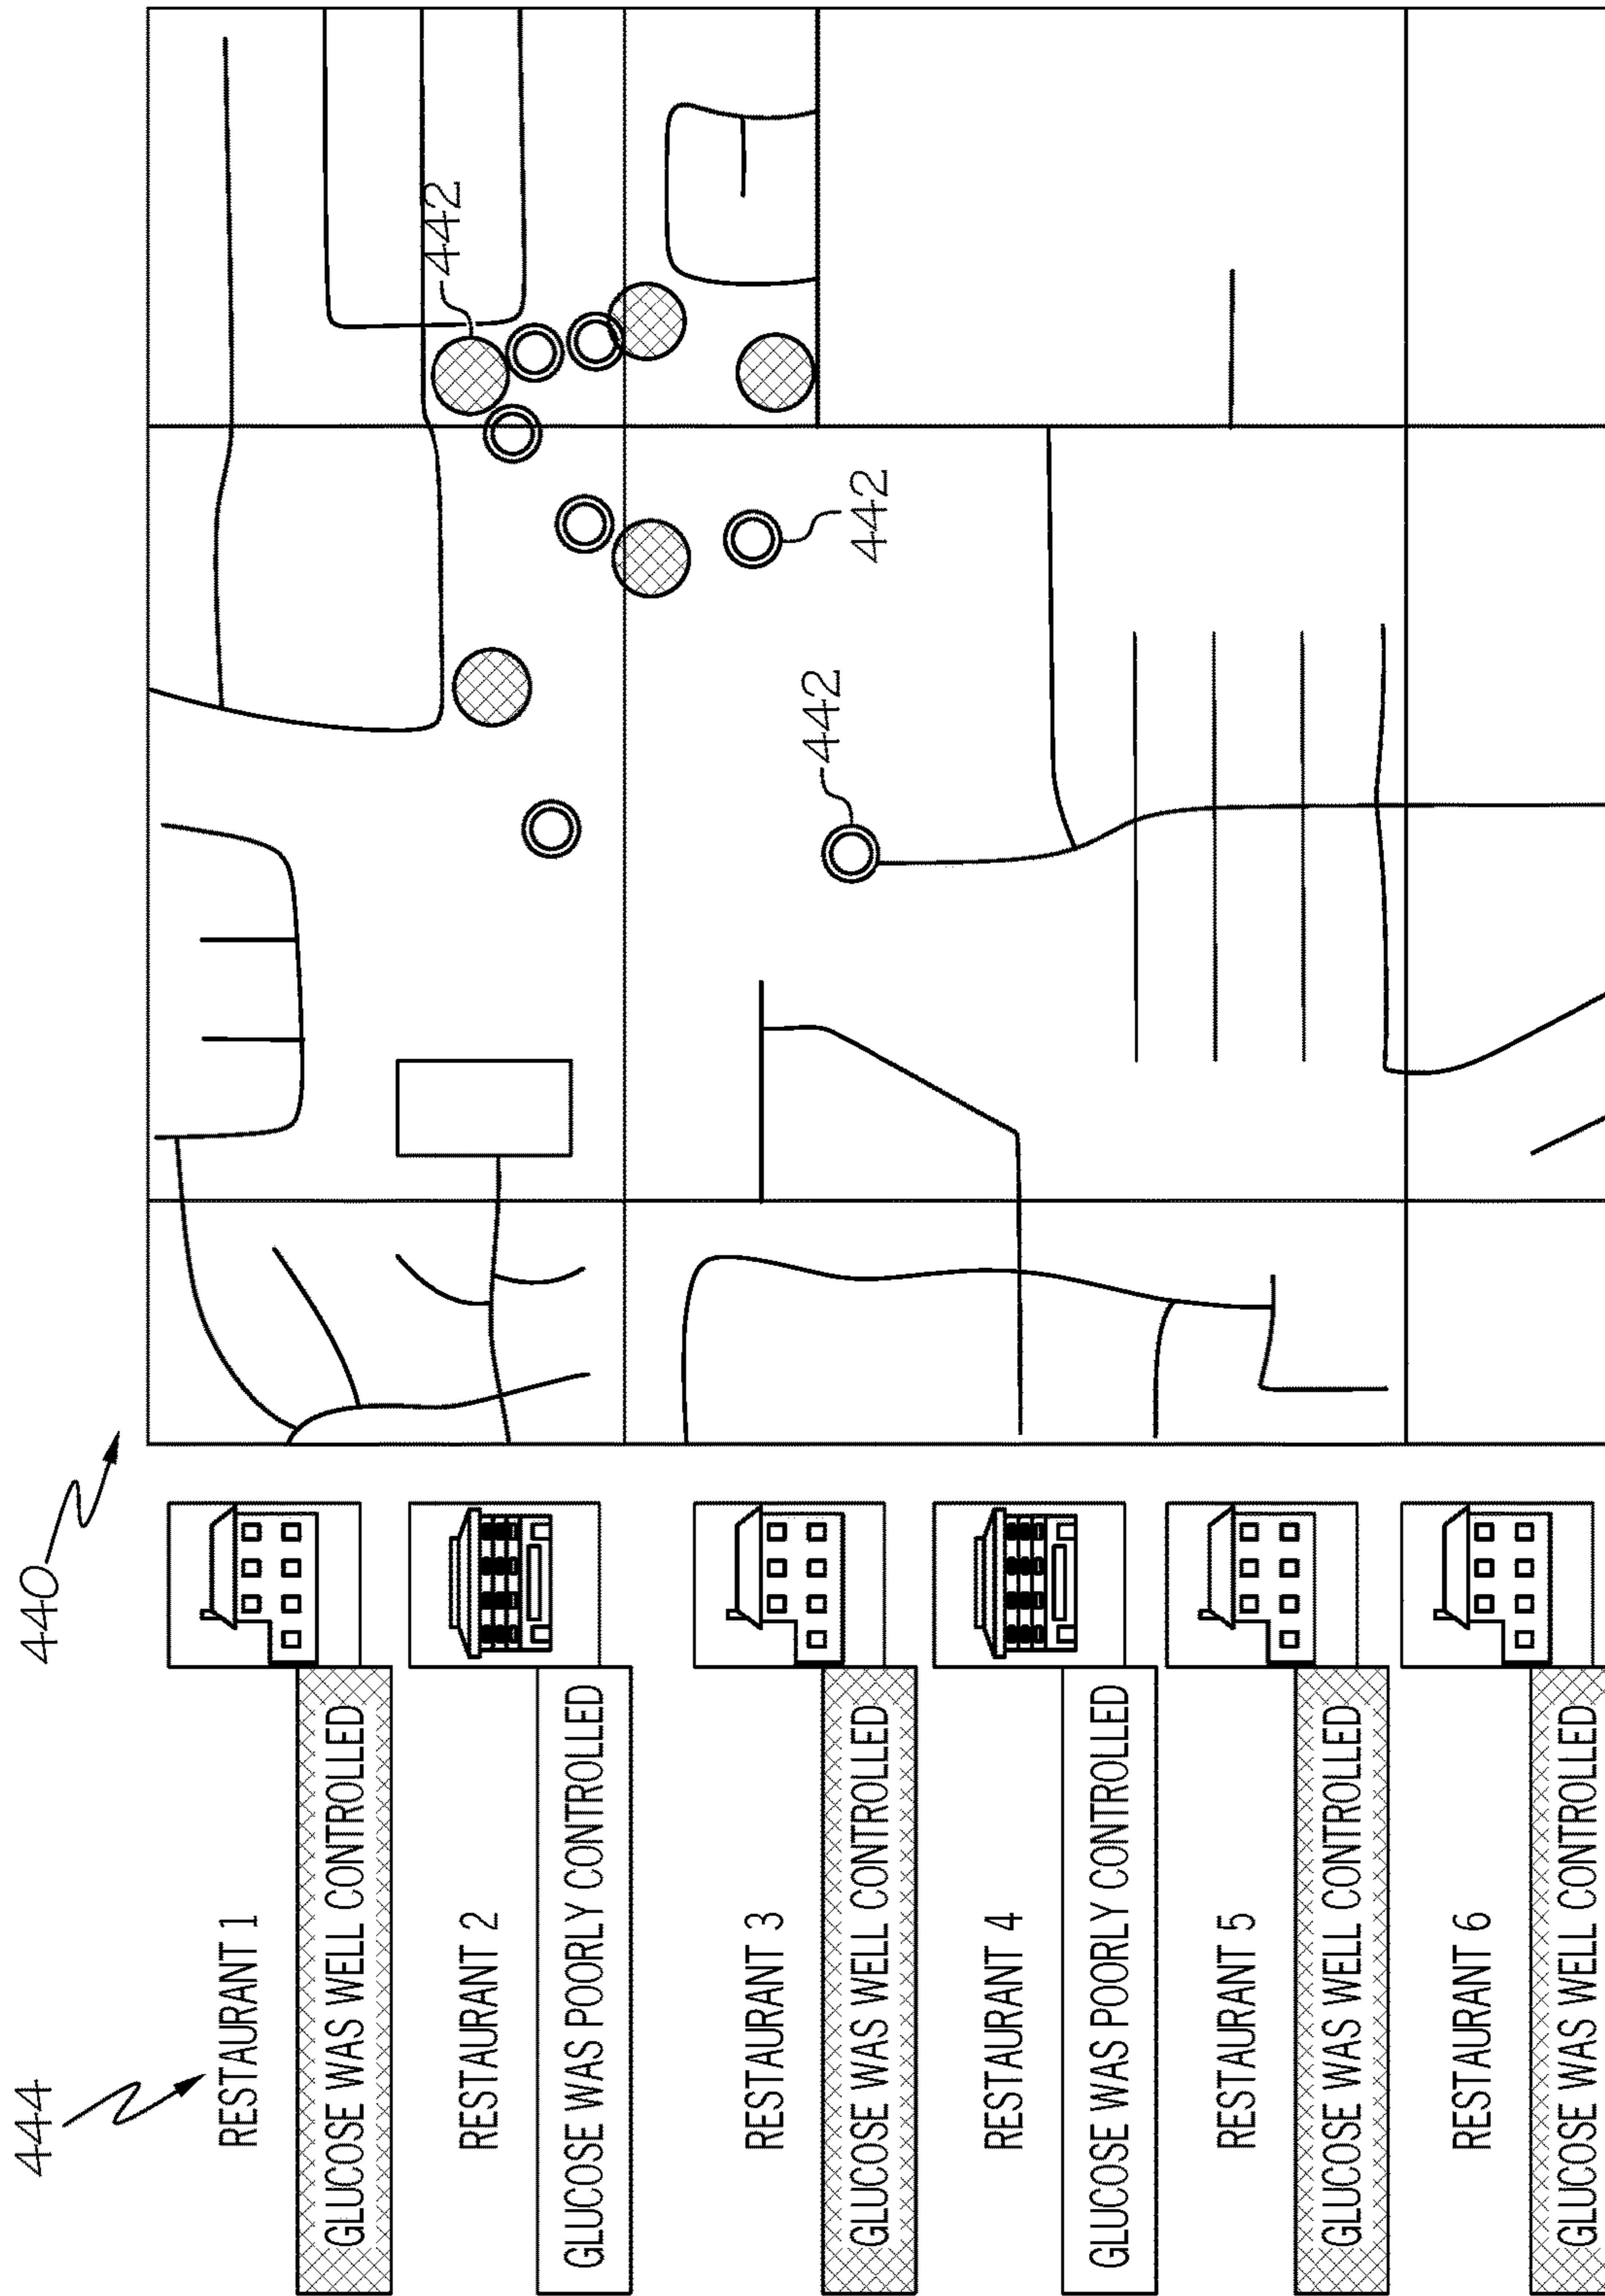 444
440
RESTAURANT 1
GLUCOSE WAS WELL CONTROLLED
RESTAURANT 2
GLUCOSE WAS POORLY CONTROLLED
RESTAURANT 3
GLUCOSE WAS WELL CONTROLLED
RESTAURANT 4
GLUCOSE WAS POORLY CONTROLLED
RESTAURANT 5
GLUCOSE WAS WELL CONTROLLED
RESTAURANT 6
GLUCOSE WAS WELL CONTROLLED
442
442
442